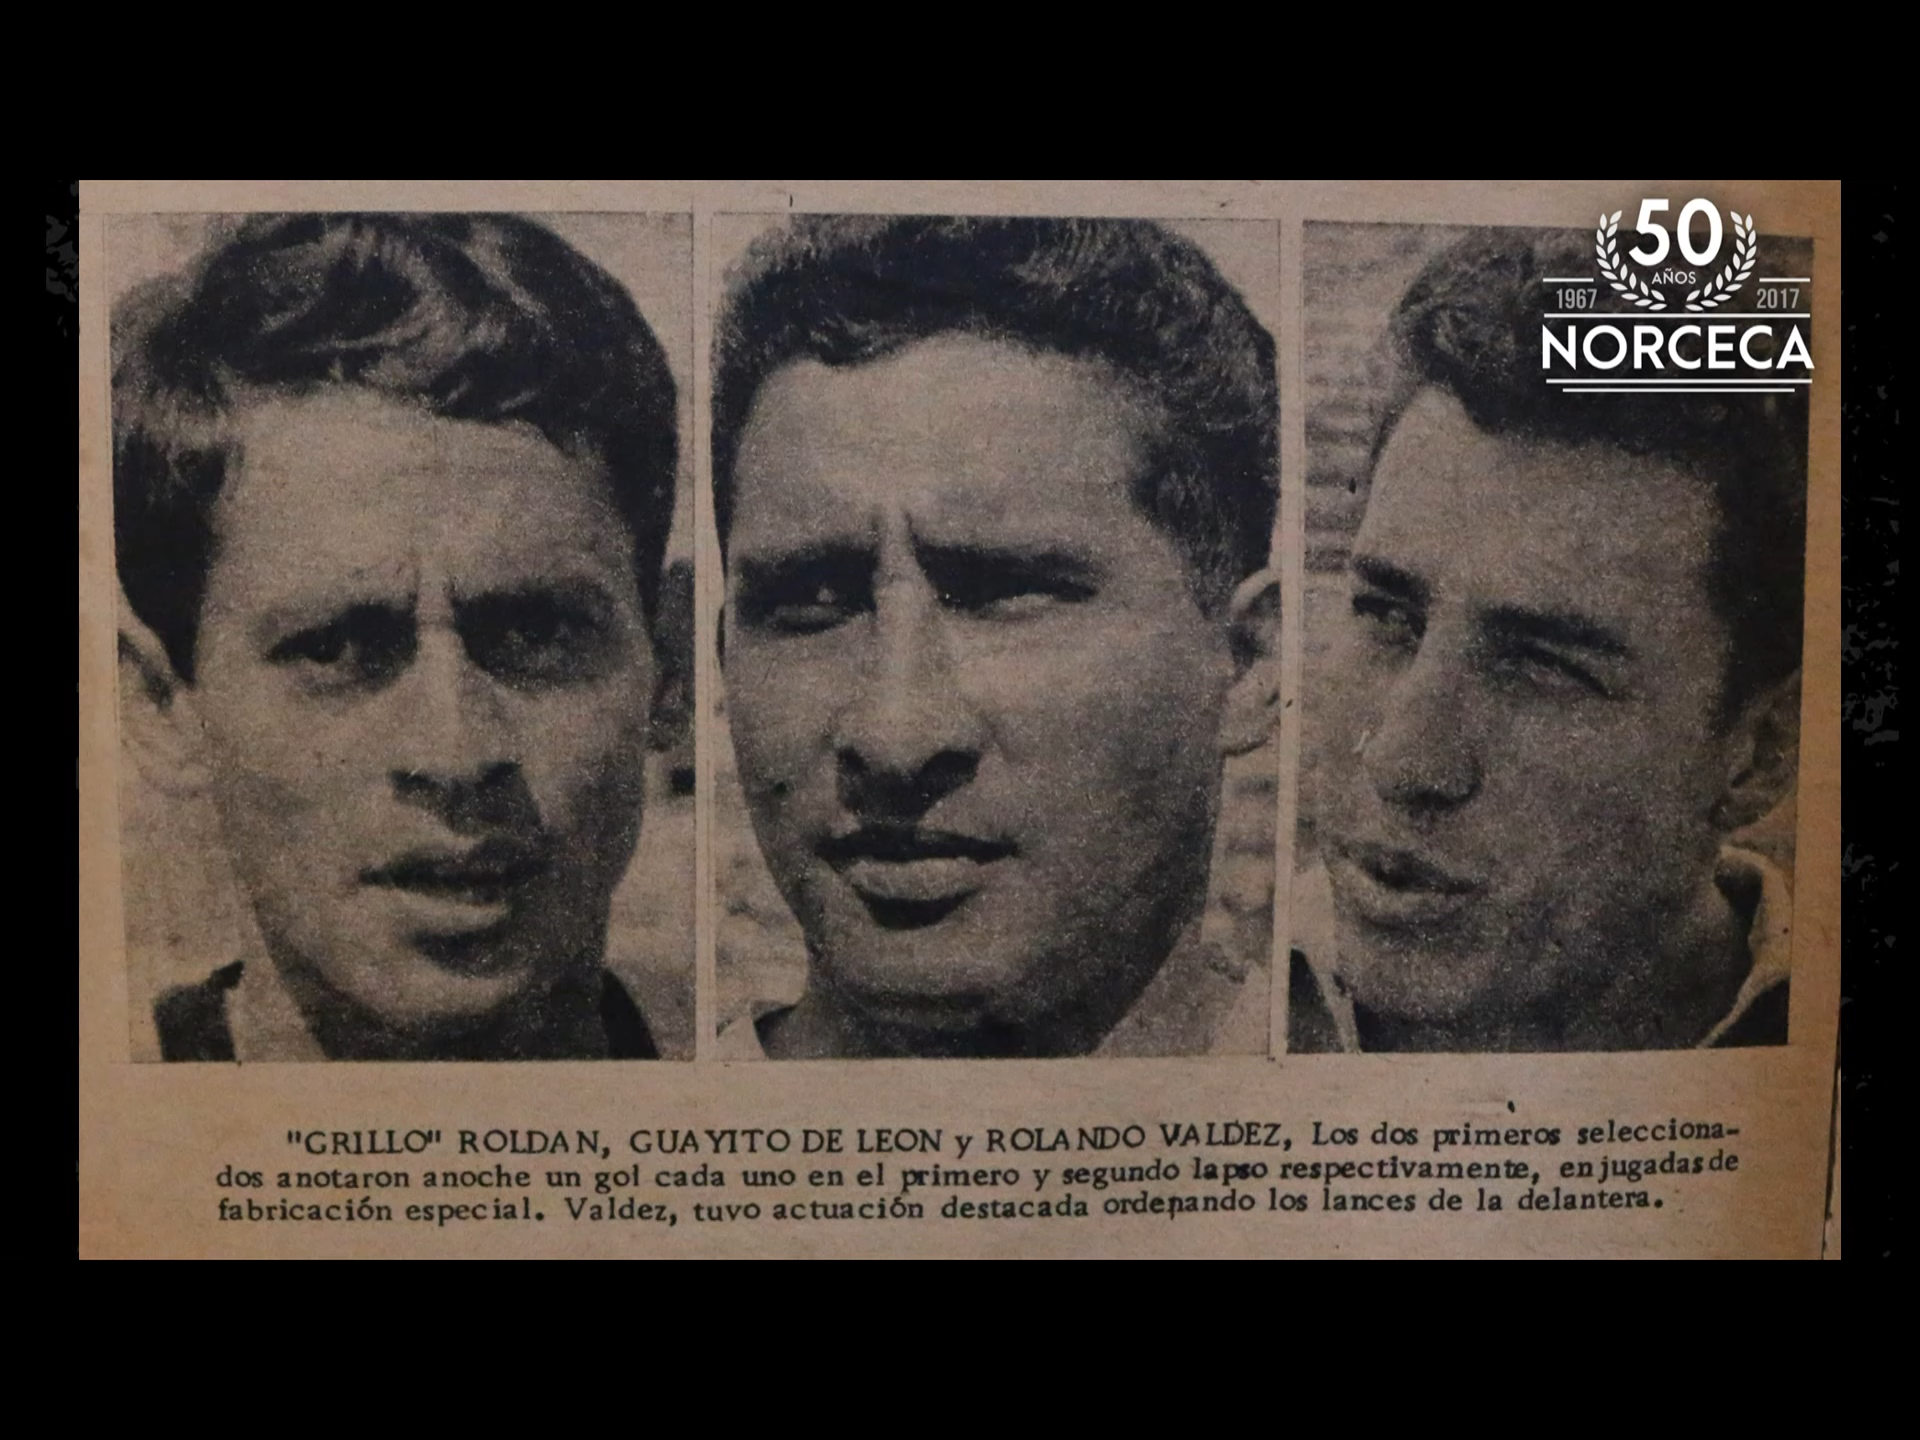 50
AÑOS
1967 2017
NORCECA
"GRILLO" ROLDAN, GUAYITO DE LEON y ROLANDO VALDEZ, Los dos primeros selecciona-
dos anotaron anoche un gol cada uno en el primero y segundo lapso respectivamente, en jugadas de
fabricación especial. Valdez, tuvo actuación destacada ordenando los lances de la delantera.